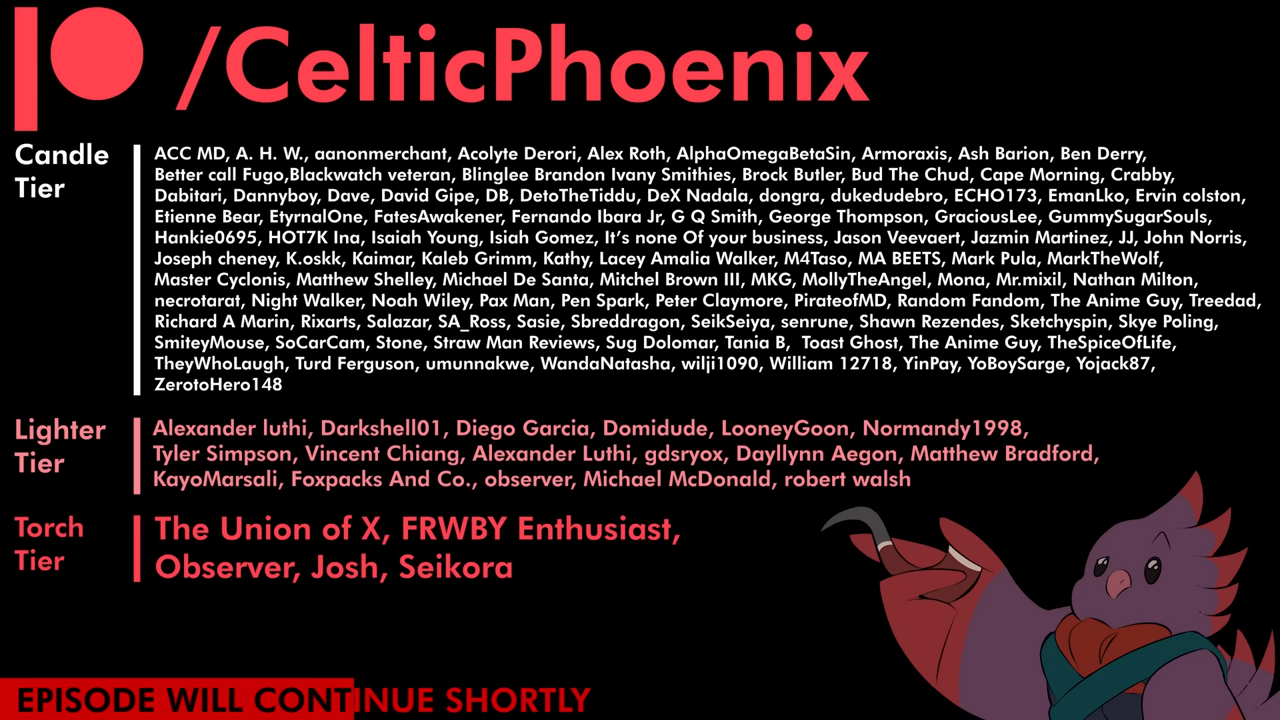 /CelticPhoenix
Candle
Tier
ACC MD, A. H. W., aanonmerchant, Acolyte Derori, Alex Roth, AlphaOmegaBetaSin, Armoraxis, Ash Barion, Ben Derry,
Better call Fugo,Blackwatch veteran, Blinglee Brandon Ivany Smithies, Brock Butler, Bud The Chud, Cape Morning, Crabby,
Dabitari, Dannyboy, Dave, David Gipe, DB, DetoTheTiddu, DeX Nadala, dongra, dukedudebro, ECHO173, EmanLko, Ervin colston,
Etienne Bear, EtyrnalOne, FatesAwakener, Fernando Ibara Jr, G Q Smith, George Thompson, GraciousLee, GummySugarSouls,
Hankie0695, HOT7K Ina, Isaiah Young, Isiah Gomez, It's none Of your business, Jason Veevaert, Jazmin Martinez, JJ, John Norris,
Joseph cheney, K.oskk, Kaimar, Kaleb Grimm, Kathy, Lacey Amalia Walker, M4Taso, MA BEETS, Mark Pula, MarkTheWolf,
Master Cyclonis, Matthew Shelley, Michael De Santa, Mitchel Brown III, MKG, MollyTheAngel, Mona, Mr.mixil, Nathan Milton,
necrotarat, Night Walker, Noah Wiley, Pax Man, Pen Spark, Peter Claymore, PirateofMD, Random Fandom, The Anime Guy, Treedad,
Richard A Marin, Rixarts, Salazar, SA_Ross, Sasie, Sbreddragon, SeikSeiya, senrune, Shawn Rezendes, Sketchyspin, Skye Poling,
SmiteyMouse, SoCarCam, Stone, Straw Man Reviews, Sug Dolomar, Tania B,  Toast Ghost, The Anime Guy, TheSpiceOfLife,
TheyWhoLaugh, Turd Ferguson, umunnakwe, WandaNatasha, wilji1090, William 12718, YinPay, YoBoySarge, Yojack87,
ZerotoHero148
Lighter
Tier
Alexander luthi, Darkshell01, Diego Garcia, Domidude, LooneyGoon, Normandy1998,
Tyler Simpson, Vincent Chiang, Alexander Luthi, gdsryox, Dayllynn Aegon, Matthew Bradford,
KayoMarsali, Foxpacks And Co., observer, Michael McDonald, robert walsh
Torch
Tier
The Union of X, FRWBY Enthusiast,
Observer, Josh, Seikora
EPISODE WILL CONTINUE SHORTLY